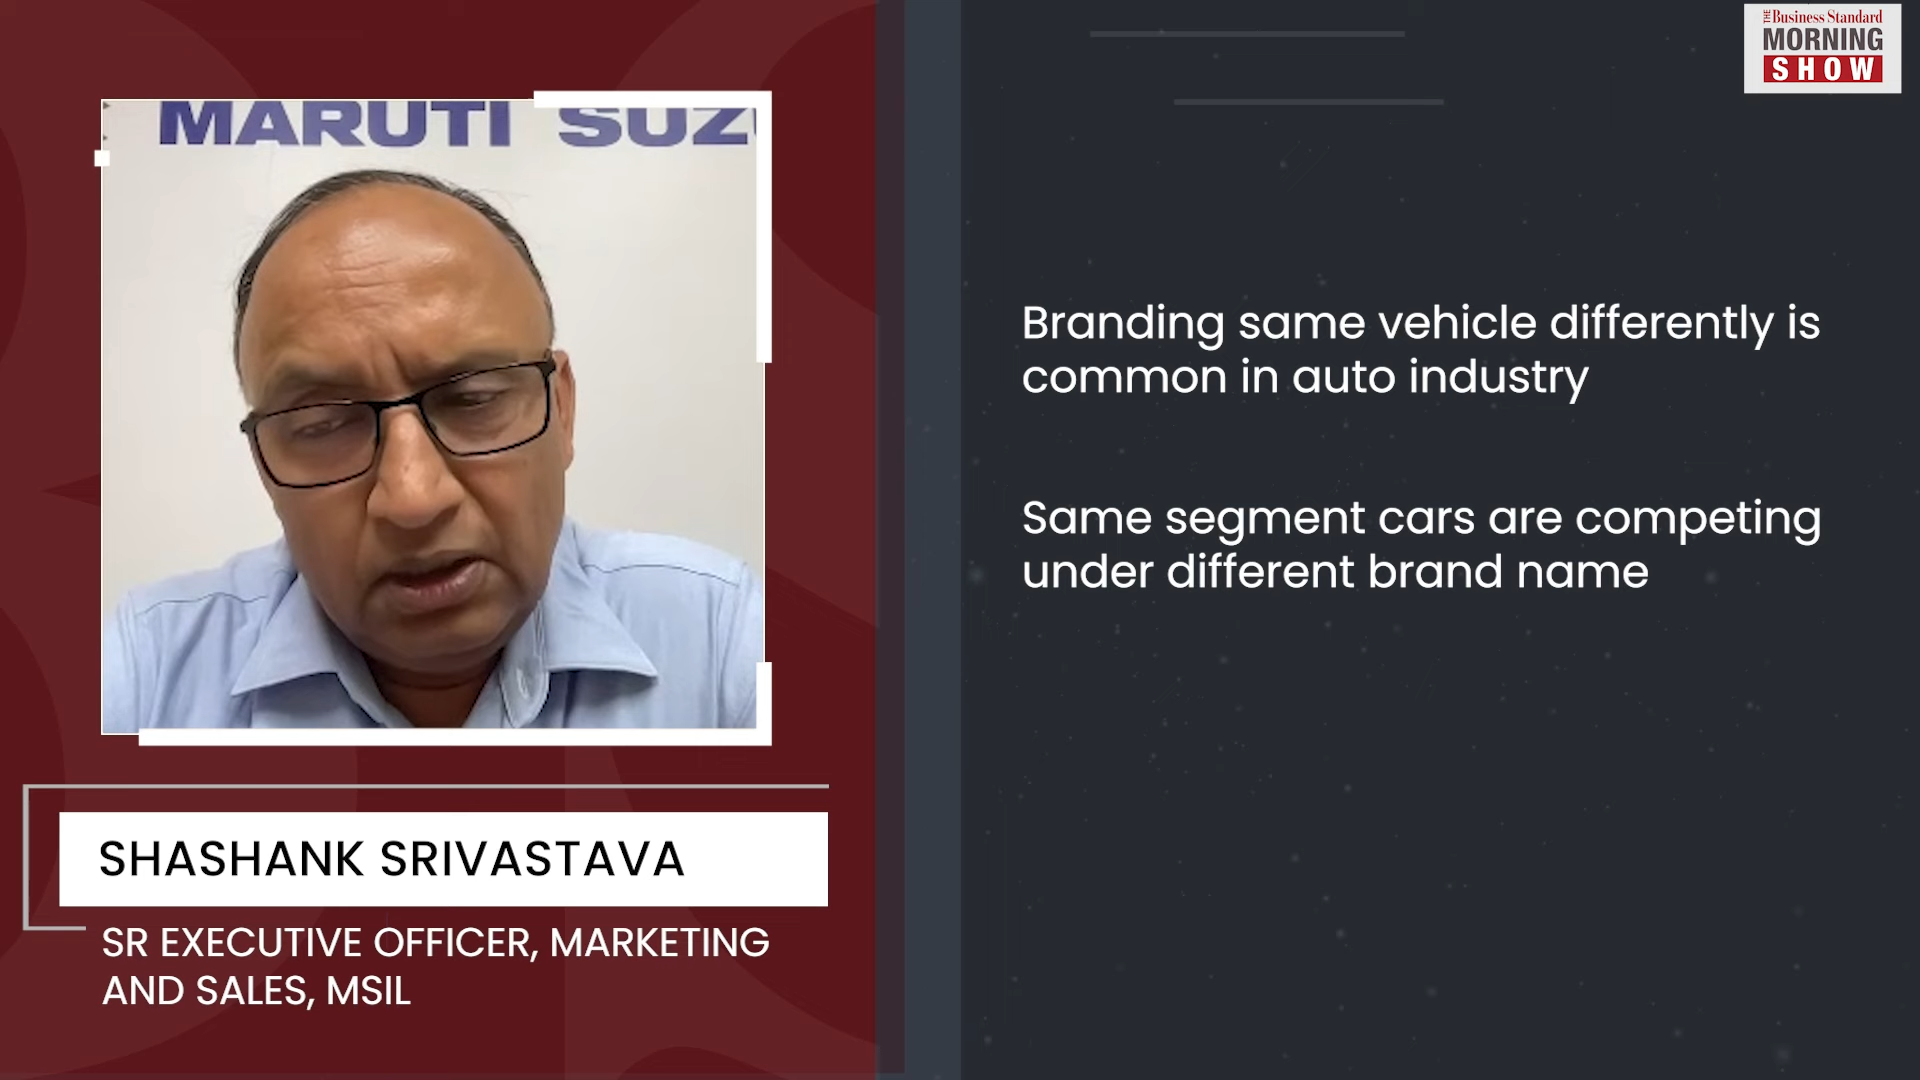 MARUTI SUZ
SHASHANK SRIVASTAVA
SR EXECUTIVE OFFICER, MARKETING
AND SALES, MSIL
THE Business Standard
MORNING
SHOW
Branding same vehicle differently is
common in auto industry
Same segment cars are competing
under different brand name